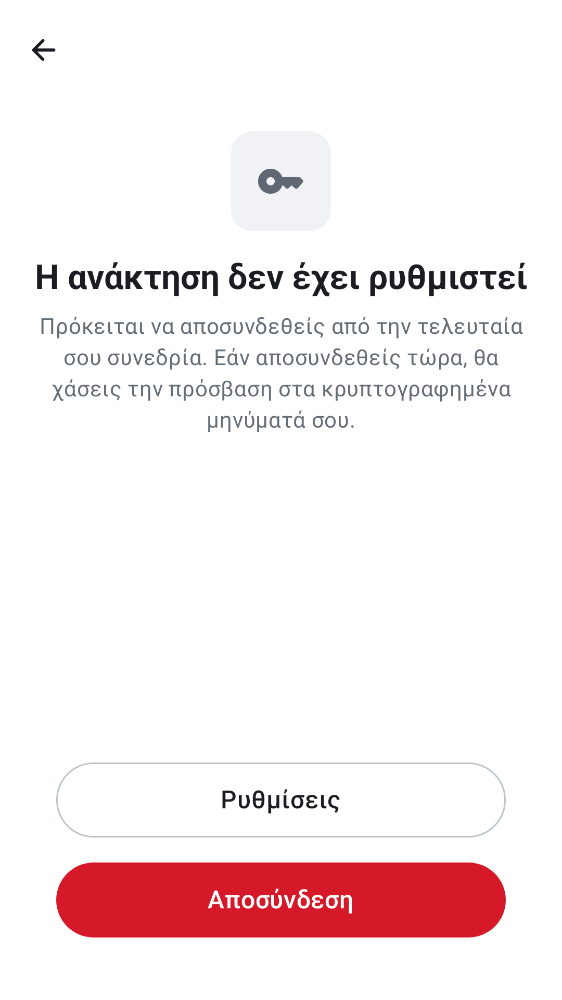 Η ανάκτηση δεν έχει ρυθμιστεί
Πρόκειται να αποσυνδεθείς από την τελευταία
σου συνεδρία. Εάν αποσυνδεθείς τώρα, θα
χάσεις την πρόσβαση στα κρυπτογραφημένα
μηνύματά σου.
Ρυθμίσεις
Αποσύνδεση